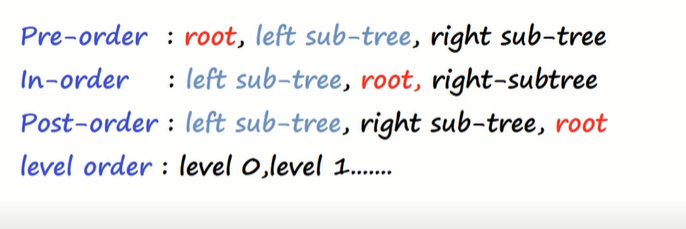 Pre-order : root, left sub-tree, right sub-tree
In-order : left sub-tree, root, right-subtree
Post-order : left sub-tree, right sub-tree, root
level order : level 0,level 1.......